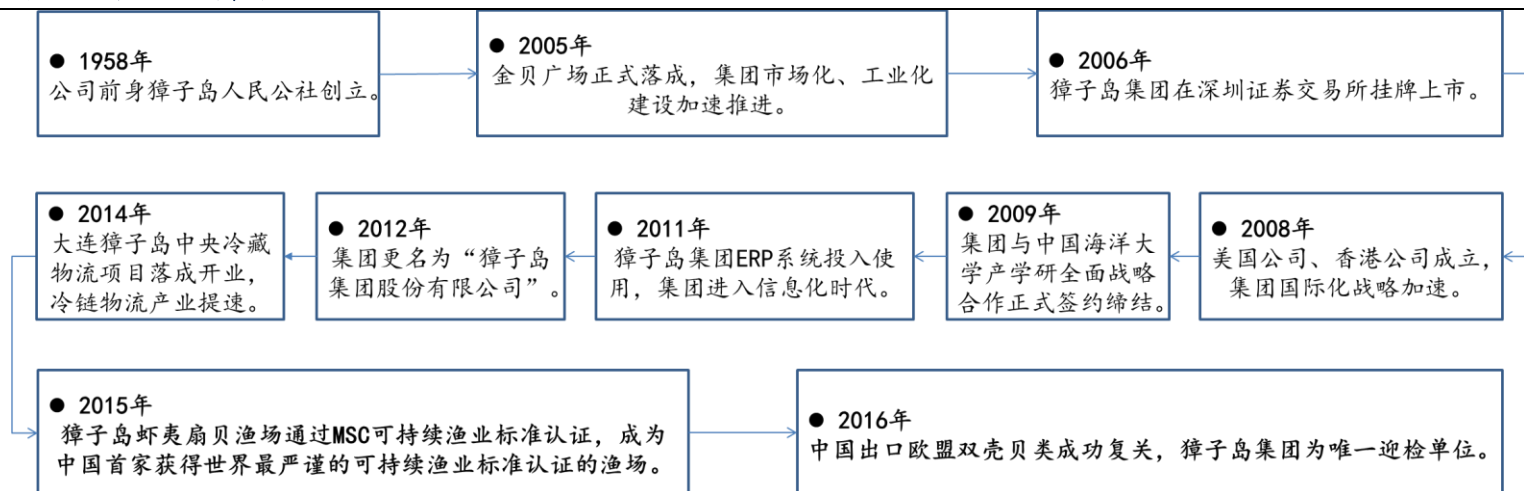 ● 1958年
公司前身獐子岛人民公社创立。
● 2005年
金贝广场正式落成，集团市场化、工业化
建设加速推进。
● 2006年
獐子岛集团在深圳证券交易所挂牌上市。
● 2008年
美国公司、香港公司成立，
集团国际化战略加速。
● 2009年
集团与中国海洋大
学产学研全面战略
合作正式签约缔结。
● 2011年
獐子岛集团ERP系统投入使
用，集团进入信息化时代。
● 2012年
集团更名为“獐子岛
集团股份有限公司”。
● 2014年
大连獐子岛中央冷藏
物流项目落成开业，
冷链物流产业提速。
● 2015年
獐子岛虾夷扇贝渔场通过MSC可持续渔业标准认证，成为
中国首家获得世界最严谨的可持续渔业标准认证的渔场。
● 2016年
中国出口欧盟双壳贝类成功复关，獐子岛集团为唯一迎检单位。